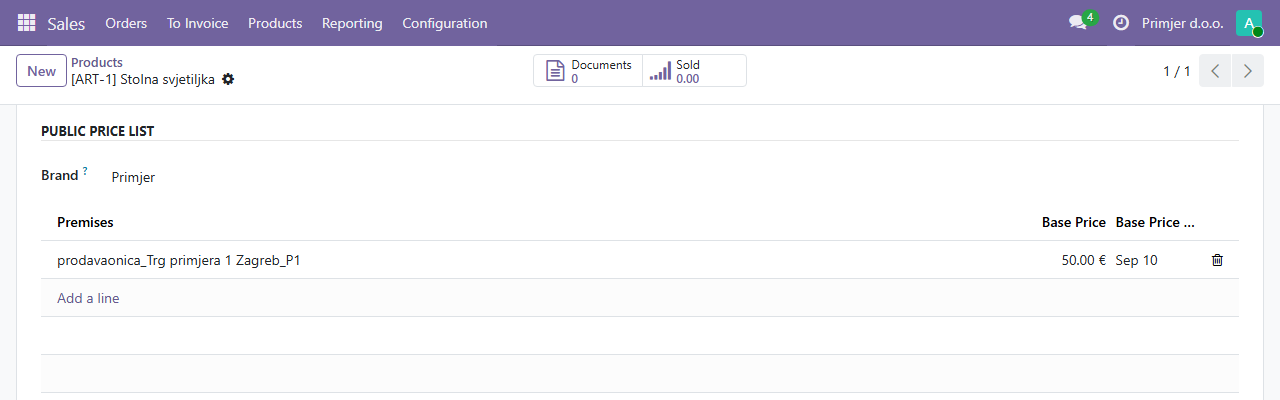 Sales Orders To Invoice Products Reporting Configuration 4 Primjer d.o.o. A
New Products Documents Sold
[ART-1] Stolna svjetiljka 0 0.00 1 / 1
PUBLIC PRICE LIST
Brand ? Primjer
Premises Base Price Base Price ...
prodavaonica_Trg primjera 1 Zagreb_P1 50.00 € Sep 10
Add a line